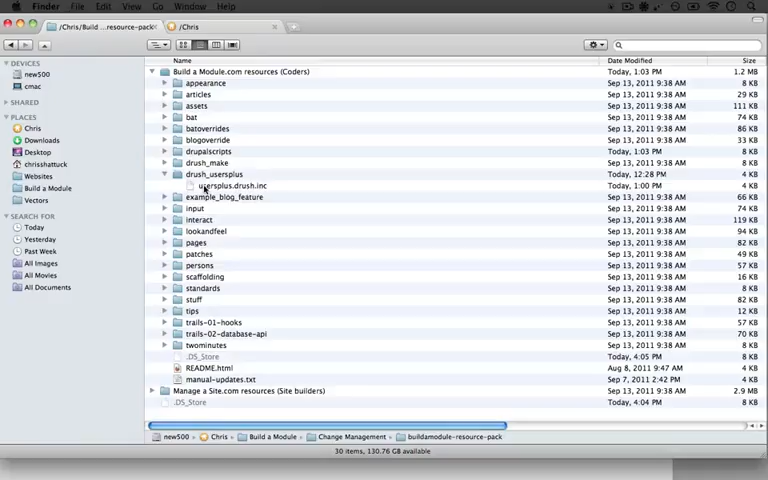 Finder File Edit View Go Window Help
/Chris/Build ...resource-pack/
/Chris
Name Date Modified Size
DEVICES
new500
cmac
SHARED
PLACES
Chris
Downloads
Desktop
chrisshattuck
Websites
Build a Module
Vectors
SEARCH FOR
Today
Yesterday
Past Week
All Images
All Movies
All Documents
Build a Module.com resources (Coders) Today, 1:03 PM 1.2 MB
appearance Sep 13, 2011 9:38 AM 8 KB
articles Sep 13, 2011 9:38 AM 29 KB
assets Sep 13, 2011 9:38 AM 111 KB
bat Sep 13, 2011 9:38 AM 74 KB
batoverrides Sep 13, 2011 9:38 AM 86 KB
blogoverride Sep 13, 2011 9:38 AM 33 KB
drupalscripts Today, 1:03 PM 8 KB
drush_make Sep 13, 2011 9:38 AM 8 KB
drush_usersplus Today, 12:28 PM 4 KB
usersplus.drush.inc Today, 1:00 PM 4 KB
example_blog_feature Sep 13, 2011 9:38 AM 66 KB
input Sep 13, 2011 9:38 AM 74 KB
interact Sep 13, 2011 9:38 AM 119 KB
lookandfeel Sep 13, 2011 9:38 AM 94 KB
pages Sep 13, 2011 9:38 AM 82 KB
patches Sep 13, 2011 9:38 AM 49 KB
persons Sep 13, 2011 9:38 AM 57 KB
scaffolding Sep 13, 2011 9:38 AM 16 KB
standards Sep 13, 2011 9:38 AM 8 KB
stuff Sep 13, 2011 9:38 AM 82 KB
tips Sep 13, 2011 9:38 AM 12 KB
trails-01-hooks Sep 13, 2011 9:38 AM 57 KB
trails-02-database-api Sep 13, 2011 9:38 AM 70 KB
twominutes Sep 13, 2011 9:38 AM 8 KB
.DS_Store Today, 4:05 PM 8 KB
README.html Aug 8, 2011 9:47 AM 4 KB
manual-updates.txt Sep 7, 2011 2:42 PM 4 KB
Manage a Site.com resources (Site builders) Sep 13, 2011 9:38 AM 2.9 MB
.DS_Store Today, 4:04 PM 8 KB
new500 Chris Build a Module Change Management buildamodule-resource-pack
30 items, 130.76 GB available